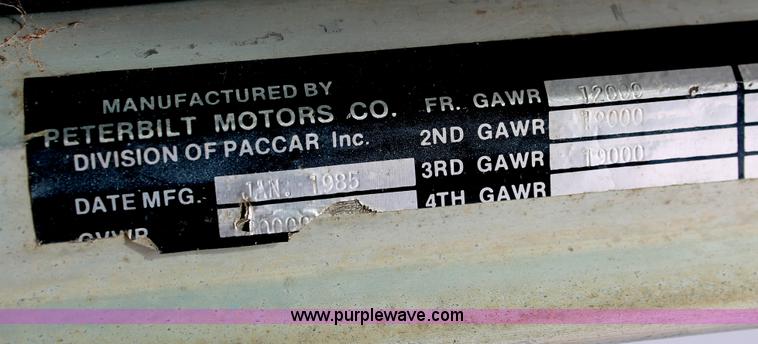 MANUFACTURED BY
PETERBILT MOTORS CO.
DIVISION OF PACCAR Inc.
DATE MFG. JAN. 1985
GVWR
FR. GAWR 12000
2ND GAWR
3RD GAWR 19000
4TH GAWR
www.purplewave.com